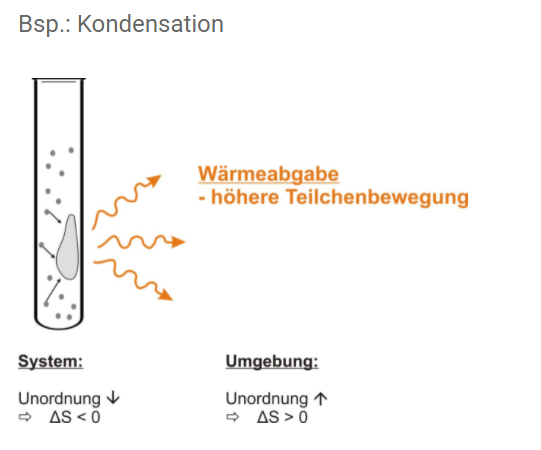 Bsp.: Kondensation
Wärmeabgabe
- höhere Teilchenbewegung
System:
Umgebung:
Unordnung ↓
Unordnung ↑
⇨ ΔS < 0
⇨ ΔS > 0